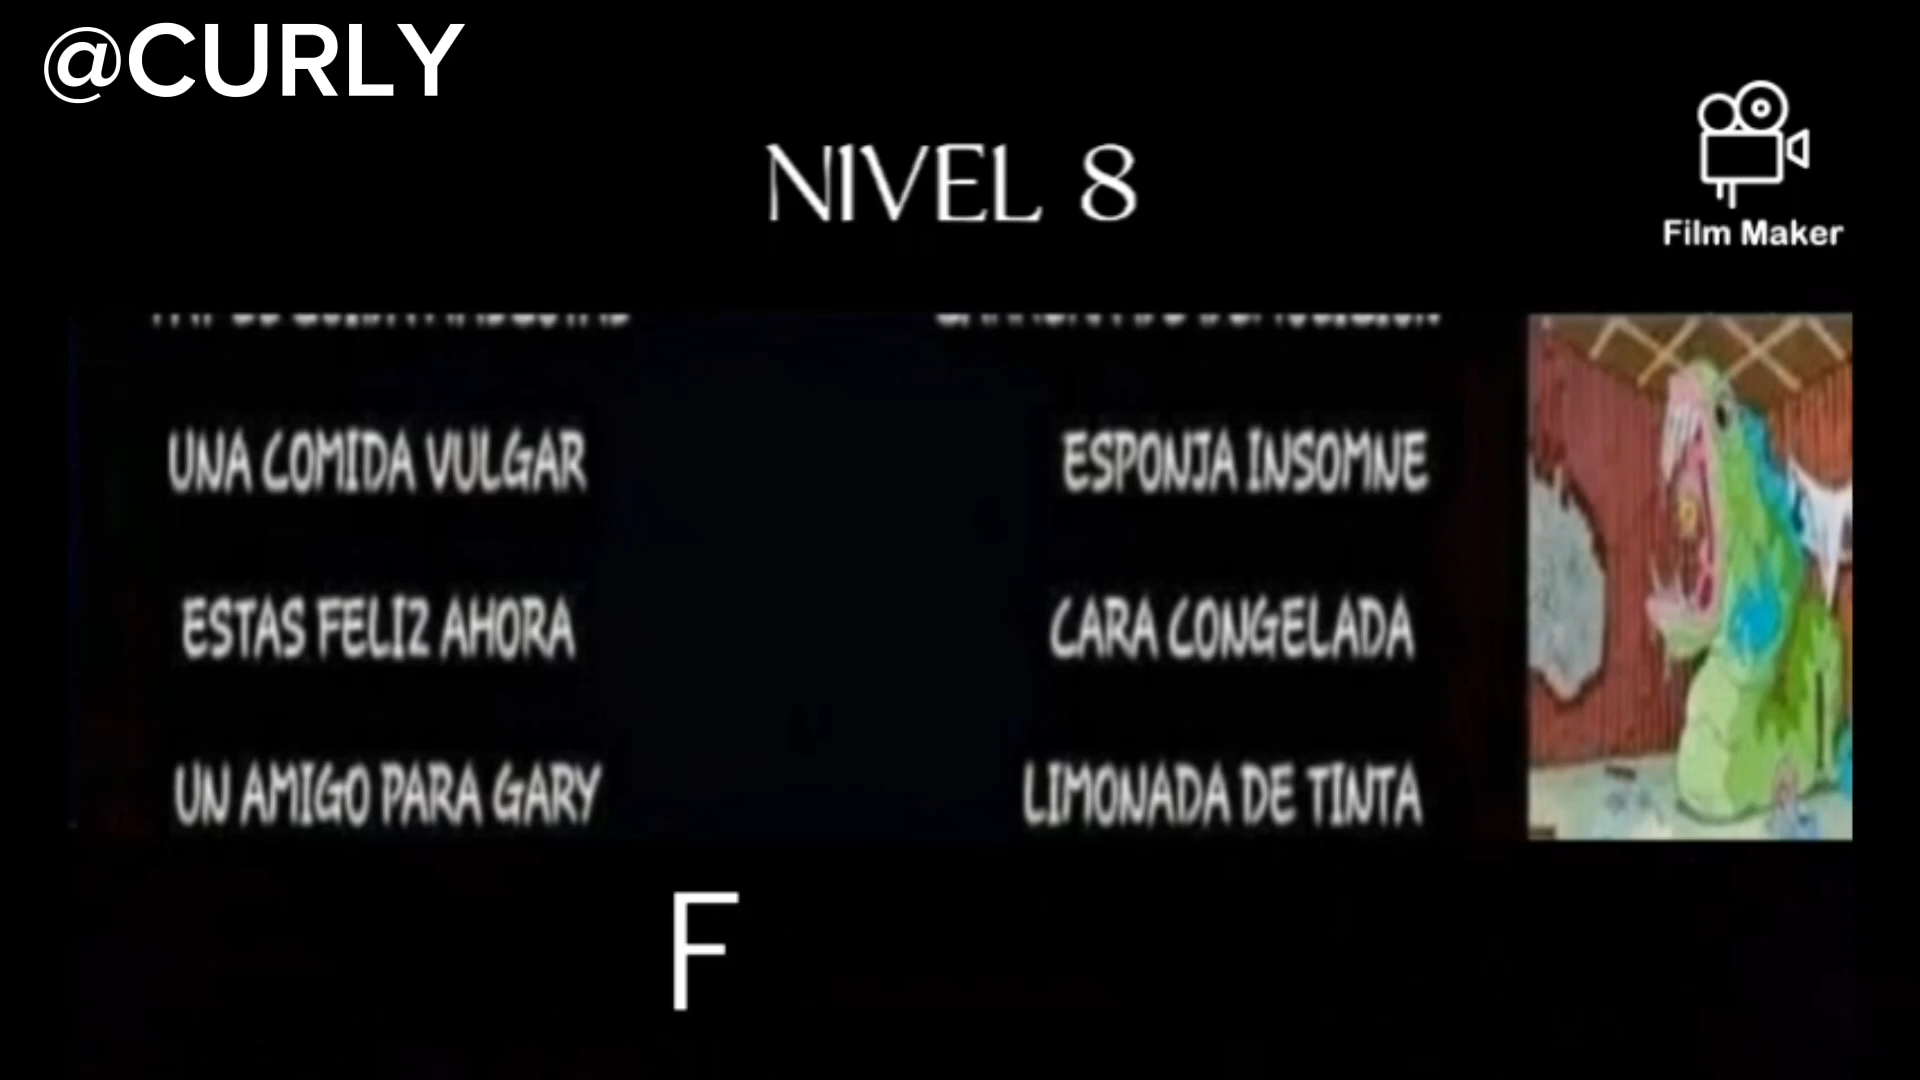 @CURLY
NIVEL 8
Film Maker
UNA COMIDA VULGAR
ESPONJA INSOMNE
ESTAS FELIZ AHORA
CARA CONGELADA
UN AMIGO PARA GARY
LIMONADA DE TINTA
F